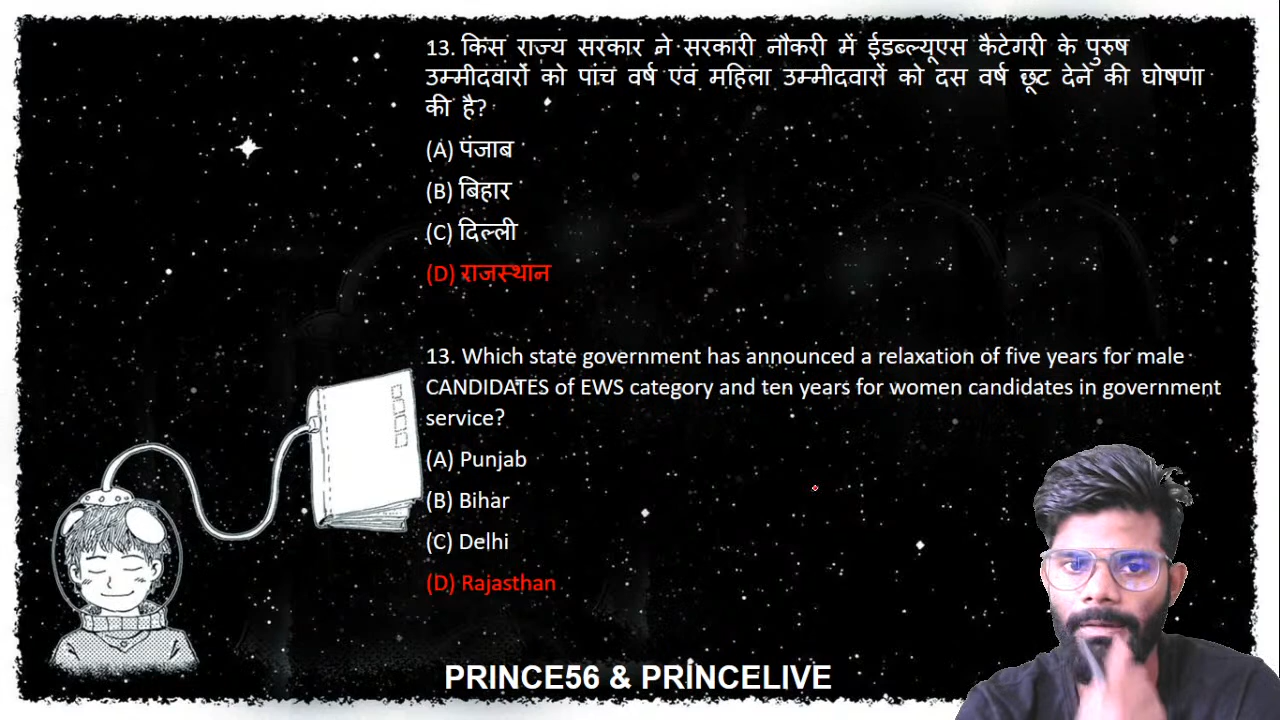 13. किस राज्य सरकार ने सरकारी नौकरी में ईडब्ल्यूएस कैटेगरी के पुरुष
उम्मीदवारों को पांच वर्ष एवं महिला उम्मीदवारों को दस वर्ष छूट देने की घोषणा
की है?
(A) पंजाब
(B) बिहार
(C) दिल्ली
(D) राजस्थान
13. Which state government has announced a relaxation of five years for male
CANDIDATES of EWS category and ten years for women candidates in government
service?
(A) Punjab
(B) Bihar
(C) Delhi
(D) Rajasthan
PRINCE56 & PRINCELIVE